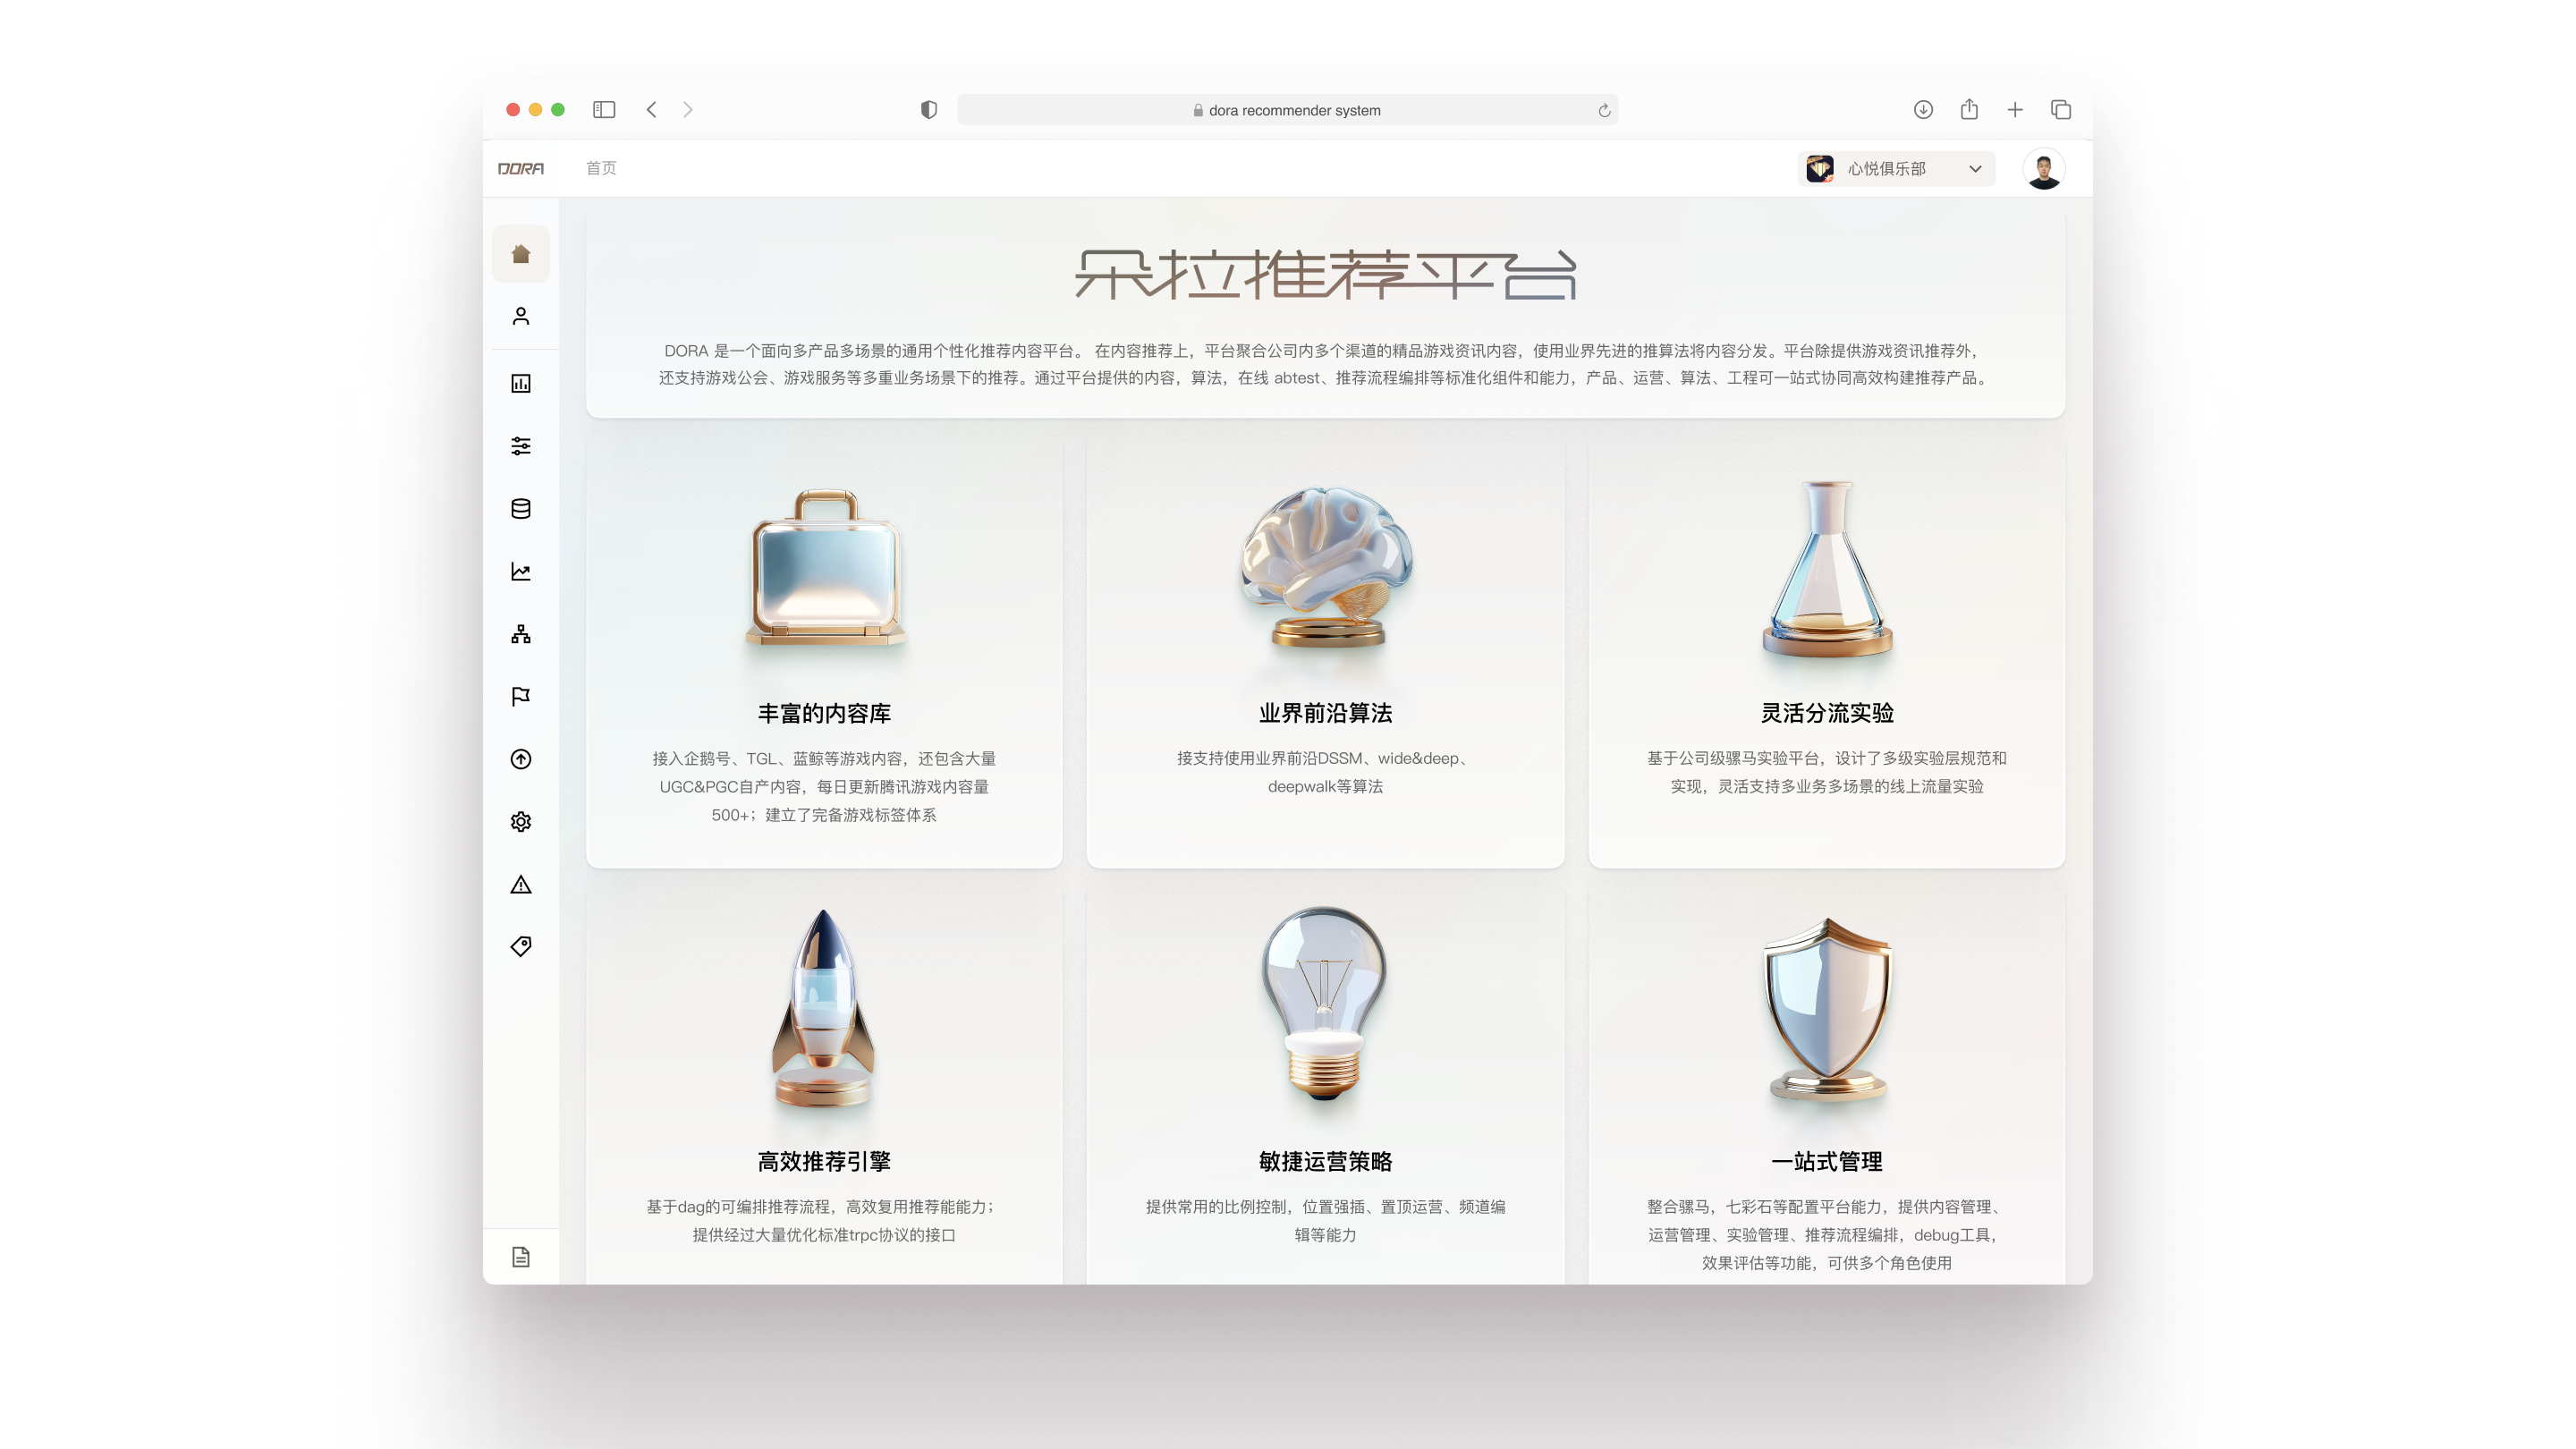 dora recommender system
DORA
首页
心悦俱乐部
朵拉推荐平台
DORA 是一个面向多产品多场景的通用个性化推荐内容平台。 在内容推荐上，平台聚合公司内多个渠道的精品游戏资讯内容，使用业界先进的推算法将内容分发。平台除提供游戏资讯推荐外，
还支持游戏公会、游戏服务等多重业务场景下的推荐。通过平台提供的内容，算法，在线 abtest、推荐流程编排等标准化组件和能力，产品、运营、算法、工程可一站式协同高效构建推荐产品。
丰富的内容库
接入企鹅号、TGL、蓝鲸等游戏内容，还包含大量
UGC&PGC自产内容，每日更新腾讯游戏内容量
500+；建立了完备游戏标签体系
业界前沿算法
接支持使用业界前沿DSSM、wide&deep、
deepwalk等算法
灵活分流实验
基于公司级骡马实验平台，设计了多级实验层规范和
实现，灵活支持多业务多场景的线上流量实验
高效推荐引擎
基于dag的可编排推荐流程，高效复用推荐能能力；
提供经过大量优化标准trpc协议的接口
敏捷运营策略
提供常用的比例控制，位置强插、置顶运营、频道编
辑等能力
一站式管理
整合骡马，七彩石等配置平台能力，提供内容管理、
运营管理、实验管理、推荐流程编排，debug工具，
效果评估等功能，可供多个角色使用